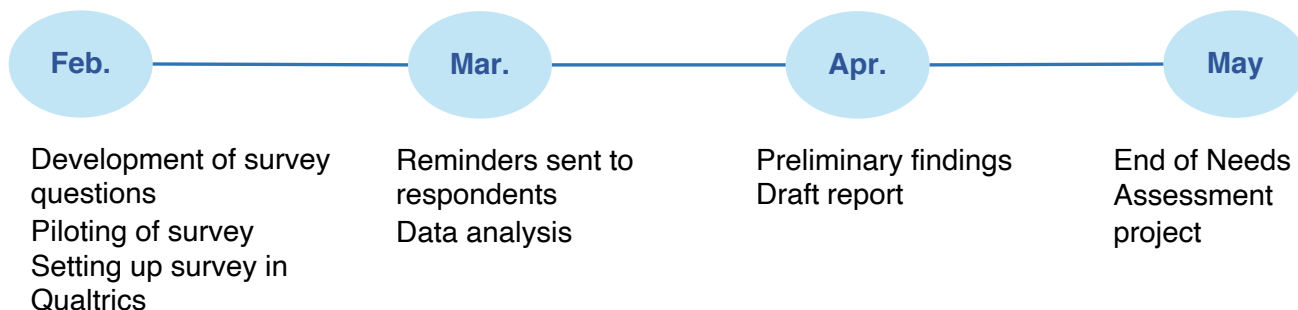 Feb.
Mar.
Apr.
May
Development of survey
questions
Piloting of survey
Setting up survey in
Qualtrics
Reminders sent to
respondents
Data analysis
Preliminary findings
Draft report
End of Needs
Assessment
project